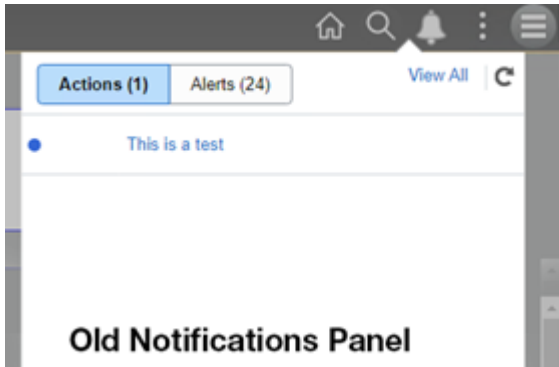 Actions (1) Alerts (24) View All
This is a test
Old Notifications Panel